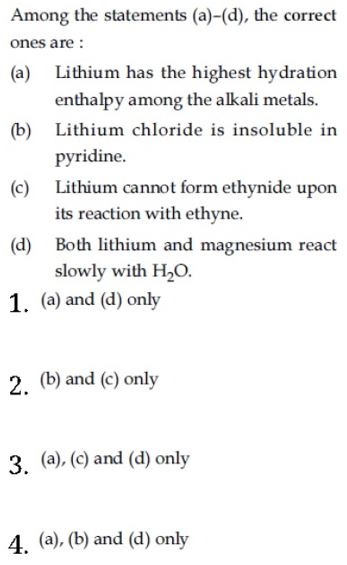 Among the statements (a)–(d), the correct
ones are :
(a) Lithium has the highest hydration
enthalpy among the alkali metals.
(b) Lithium chloride is insoluble in
pyridine.
(c) Lithium cannot form ethynide upon
its reaction with ethyne.
(d) Both lithium and magnesium react
slowly with H₂O.
1. (a) and (d) only
2. (b) and (c) only
3. (a), (c) and (d) only
4. (a), (b) and (d) only